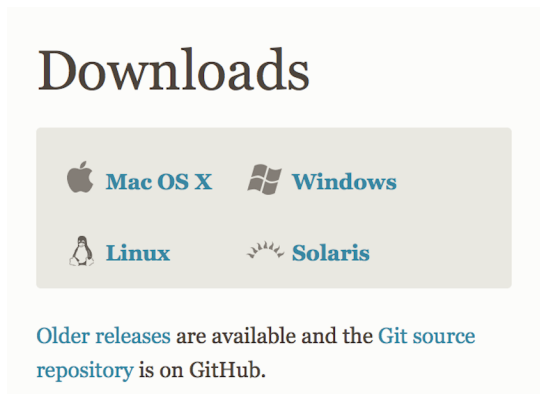 Downloads
Mac OS X Windows
Linux Solaris
Older releases are available and the Git source
repository is on GitHub.